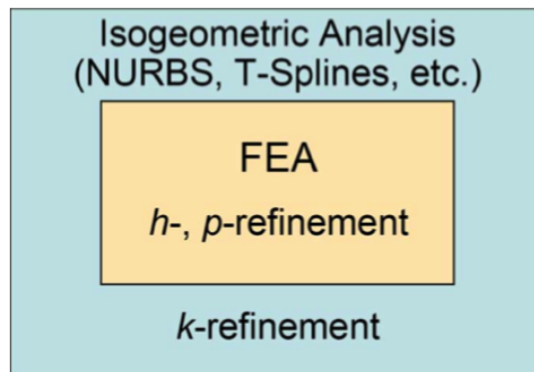 Isogeometric Analysis
(NURBS, T-Splines, etc.)
FEA
h-, p-refinement
k-refinement